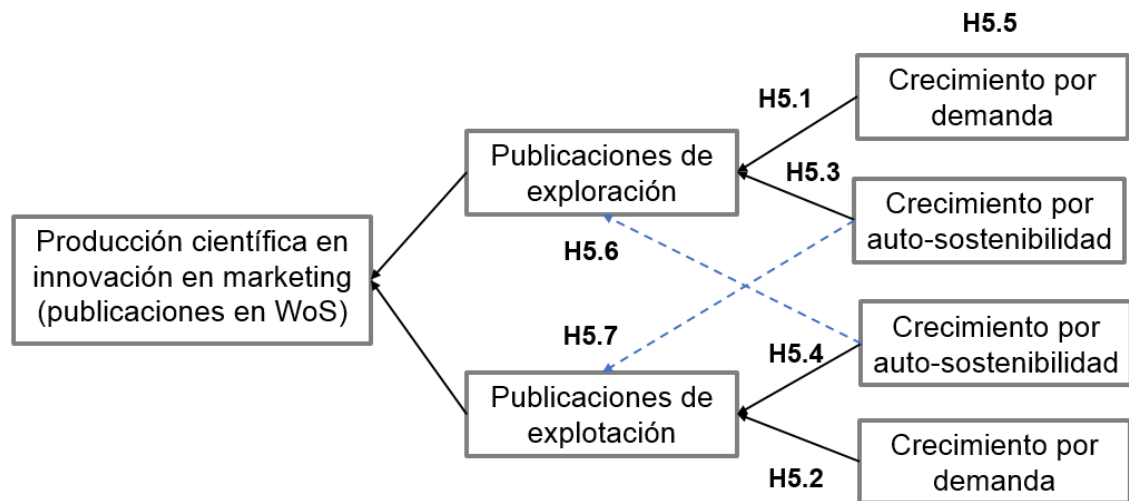 H5.5
Crecimiento por
demanda
H5.1
Publicaciones de
exploración
H5.3
Crecimiento por
auto-sostenibilidad
Producción científica en
innovación en marketing
(publicaciones en WoS)
H5.6
H5.7
Crecimiento por
auto-sostenibilidad
H5.4
Publicaciones de
explotación
H5.2
Crecimiento por
demanda